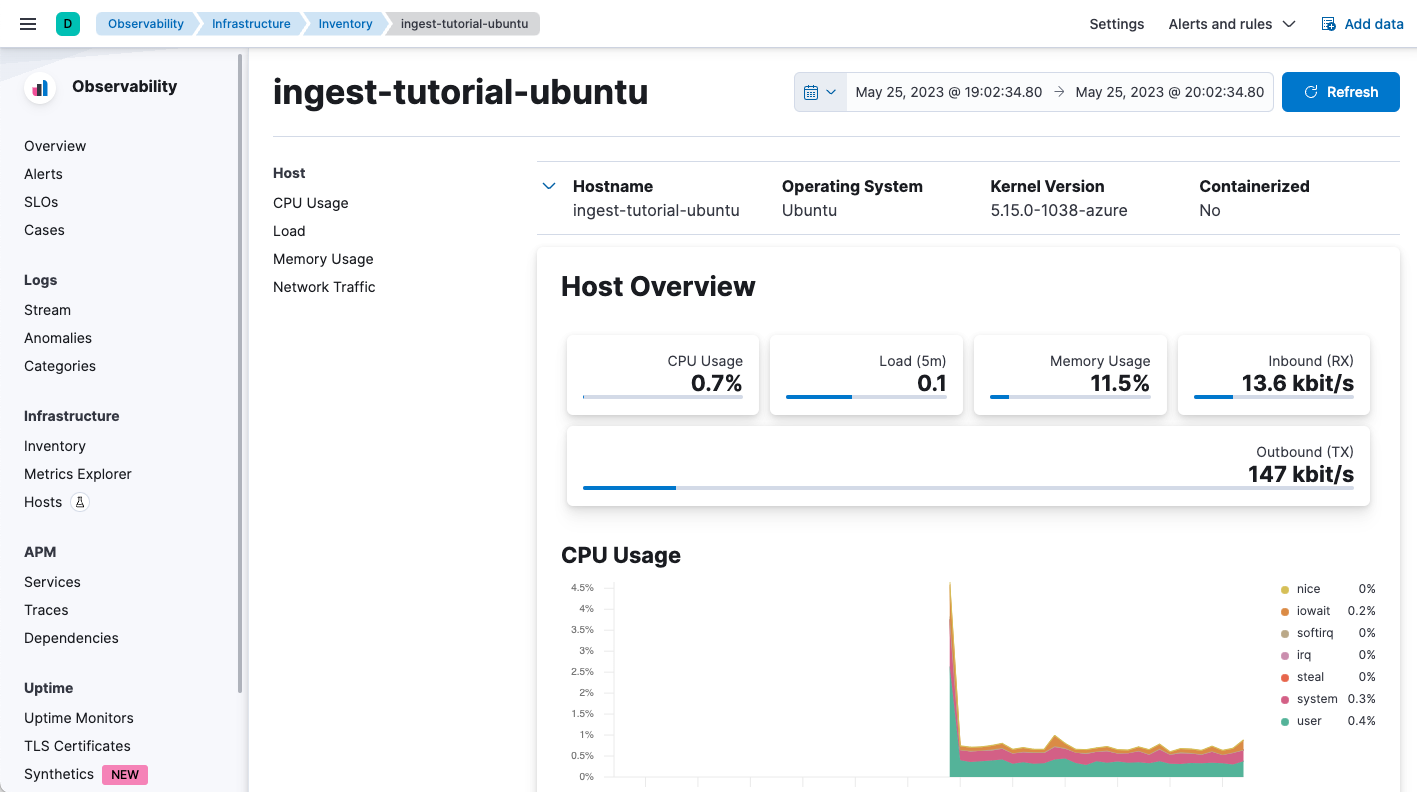 D
Observability
Infrastructure
Inventory
ingest-tutorial-ubuntu
Settings
Alerts and rules
Add data
Observability
Overview
Alerts
SLOs
Cases
Logs
Stream
Anomalies
Categories
Infrastructure
Inventory
Metrics Explorer
Hosts
APM
Services
Traces
Dependencies
Uptime
Uptime Monitors
TLS Certificates
Synthetics NEW
ingest-tutorial-ubuntu
May 25, 2023 @ 19:02:34.80 → May 25, 2023 @ 20:02:34.80
Refresh
Host
CPU Usage
Load
Memory Usage
Network Traffic
Hostname
ingest-tutorial-ubuntu
Operating System
Ubuntu
Kernel Version
5.15.0-1038-azure
Containerized
No
Host Overview
CPU Usage
0.7%
Load (5m)
0.1
Memory Usage
11.5%
Inbound (RX)
13.6 kbit/s
Outbound (TX)
147 kbit/s
CPU Usage
4.5%
4%
3.5%
3%
2.5%
2%
1.5%
1%
0.5%
0%
nice 0%
iowait 0.2%
softirq 0%
irq 0%
steal 0%
system 0.3%
user 0.4%